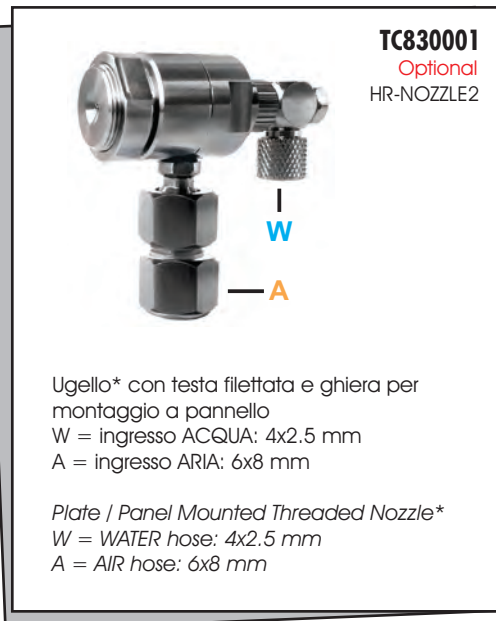 TC830001
Optional
HR-NOZZLE2
W
A
Ugello* con testa filettata e ghiera per
montaggio a pannello
W = ingresso ACQUA: 4x2.5 mm
A = ingresso ARIA: 6x8 mm
Plate / Panel Mounted Threaded Nozzle*
W = WATER hose: 4x2.5 mm
A = AIR hose: 6x8 mm